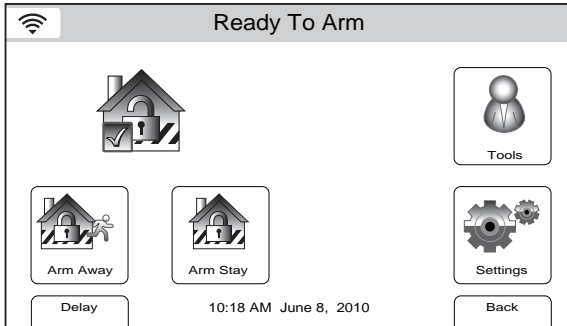 Ready To Arm
Tools
Arm Away
Arm Stay
Settings
Delay
10:18 AM June 8, 2010
Back